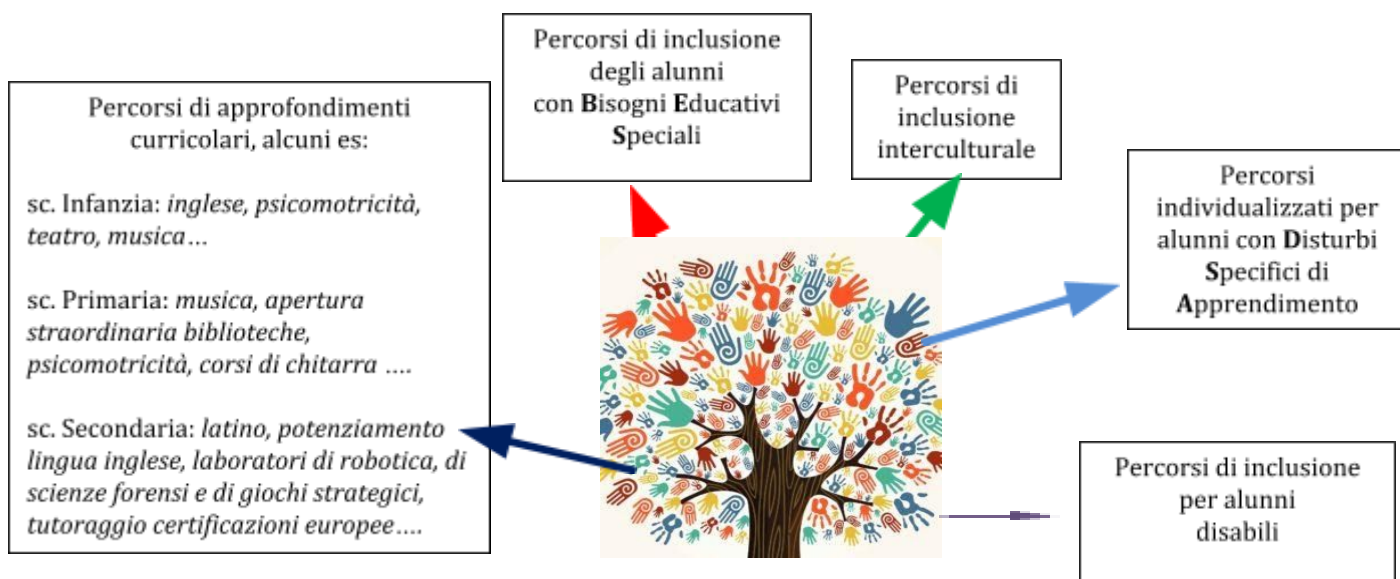 Percorsi di approfondimenti
curricolari, alcuni es:
sc. Infanzia: inglese, psicomotricità,
teatro, musica…
sc. Primaria: musica, apertura
straordinaria biblioteche,
psicomotricità, corsi di chitarra ….
sc. Secondaria: latino, potenziamento
lingua inglese, laboratori di robotica, di
scienze forensi e di giochi strategici,
tutoraggio certificazioni europee….
Percorsi di inclusione
degli alunni
con Bisogni Educativi
Speciali
Percorsi di
inclusione
interculturale
Percorsi
individualizzati per
alunni con Disturbi
Specifici di
Apprendimento
Percorsi di inclusione
per alunni
disabili